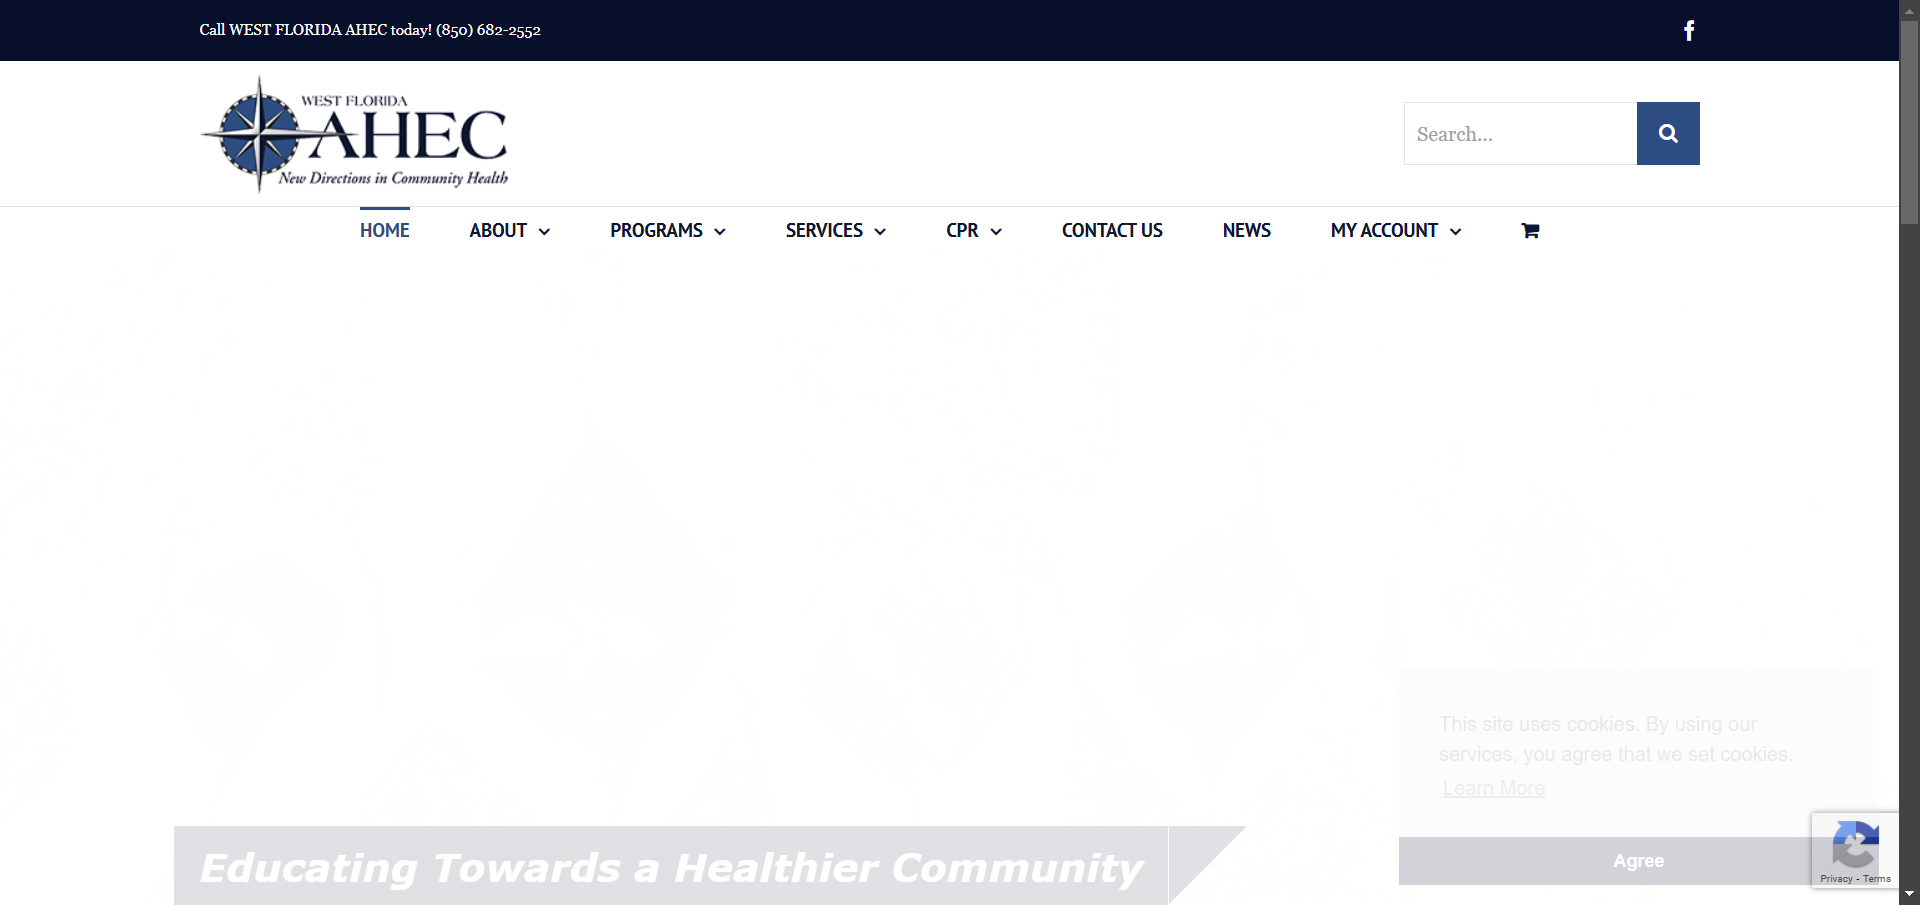 Call WEST FLORIDA AHEC today! (850) 682-2552
WEST FLORIDA
AHEC
New Directions in Community Health
Search...
HOME
ABOUT
PROGRAMS
SERVICES
CPR
CONTACT US
NEWS
MY ACCOUNT
This site uses cookies. By using our
services, you agree that we set cookies.
Learn More
Agree
Educating Towards a Healthier Community
Privacy - Terms